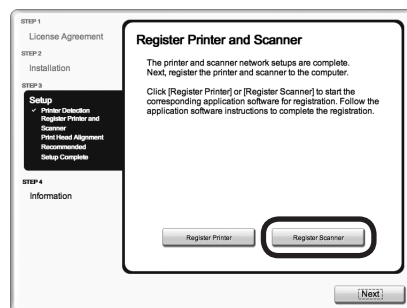 STEP 1
License Agreement
STEP 2
Installation
STEP 3
Setup
✓ Printer Detection
Register Printer and
Scanner
Print Head Alignment
Recommended
Setup Complete
STEP 4
Information
Register Printer and Scanner
The printer and scanner network setups are complete.
Next, register the printer and scanner to the computer.
Click [Register Printer] or [Register Scanner] to start the
corresponding application software for registration. Follow the
application software instructions to complete the registration.
Register Printer
Register Scanner
Next